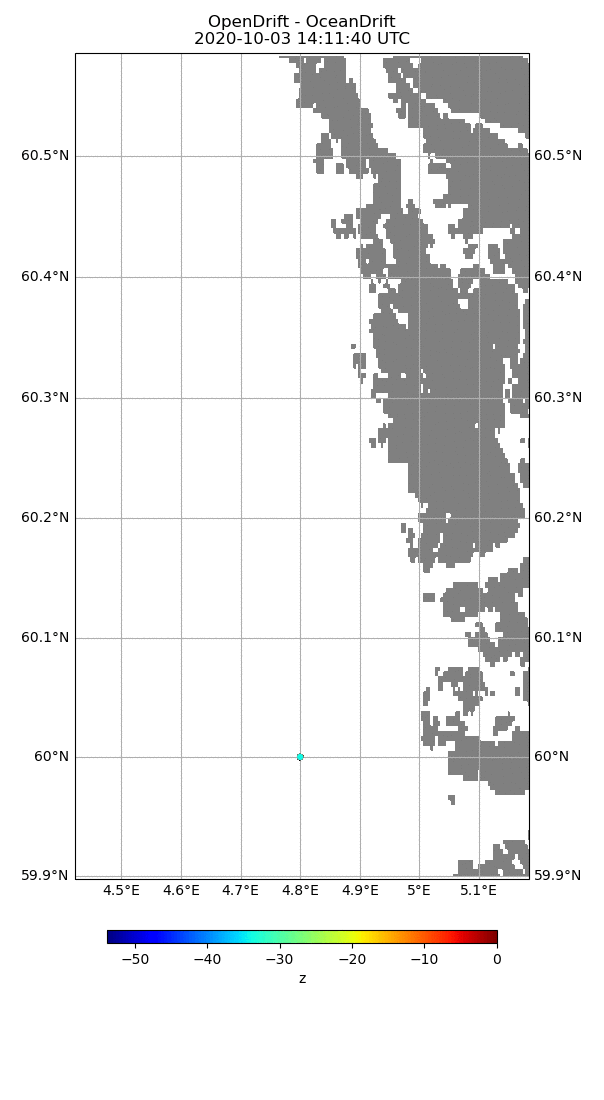 OpenDrift - OceanDrift
2020-10-03 14:11:40 UTC
60.5°N 60.5°N
60.4°N 60.4°N
60.3°N 60.3°N
60.2°N 60.2°N
60.1°N 60.1°N
60°N 60°N
59.9°N 59.9°N
4.5°E 4.6°E 4.7°E 4.8°E 4.9°E 5°E 5.1°E
−50 −40 −30 −20 −10 0
z